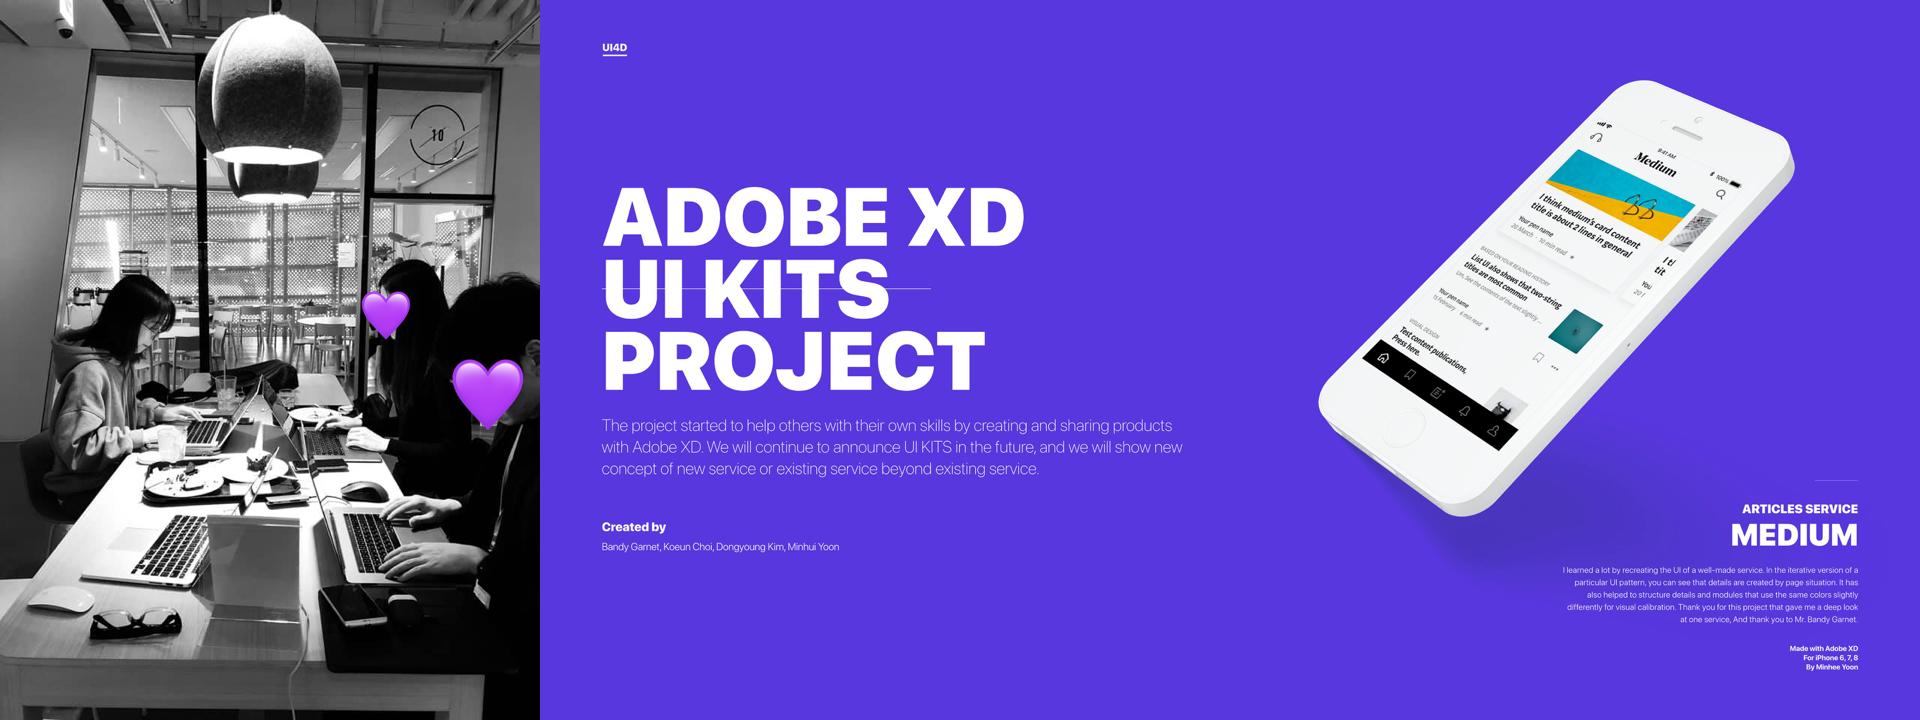 10
UI4D
ADOBE XD
UI KITS
PROJECT
The project started to help others with their own skills by creating and sharing products
with Adobe XD. We will continue to announce UI KITS in the future, and we will show new
concept of new service or existing service beyond existing service.
Created by
Bandy Garnet, Koeun Choi, Dongyoung Kim, Minhui Yoon
9:41 AM
100%
Medium
I think medium's card content
title is about 2 lines in general
Your pen name
20 March · 10 min read
I tl
tit
You
20 I
BASED ON YOUR READING HISTORY
List UI also shows that two-string
titles are most common
Um, See the contents of the text slightly ...
Your pen name
15 February · 6 min read
VISUAL DESIGN
Test content publications,
Press here.
ARTICLES SERVICE
MEDIUM
I learned a lot by recreating the UI of a well-made service. In the iterative version of a
particular UI pattern, you can see that details are created by page situation. It has
also helped to structure details and modules that use the same colors slightly
differently for visual calibration. Thank you for this project that gave me a deep look
at one service, And thank you to Mr. Bandy Garnet.
Made with Adobe XD
For iPhone 6, 7, 8
By Minhee Yoon